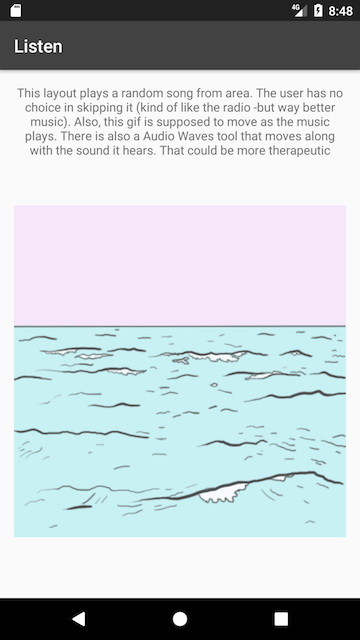 4G 8:48
Listen
This layout plays a random song from area. The user has no
choice in skipping it (kind of like the radio -but way better
music). Also, this gif is supposed to move as the music
plays. There is also a Audio Waves tool that moves along
with the sound it hears. That could be more therapeutic